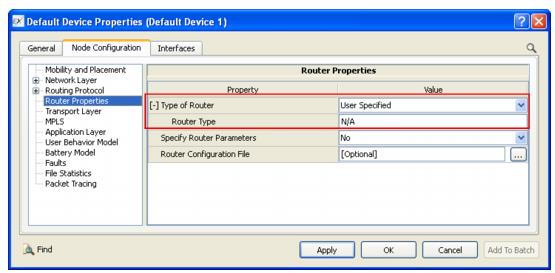 Default Device Properties (Default Device 1)
General Node Configuration Interfaces
Mobility and Placement
Network Layer
Routing Protocol
Router Properties
Transport Layer
MPLS
Application Layer
User Behavior Model
Battery Model
Faults
File Statistics
Packet Tracing
Router Properties
Property Value
[-] Type of Router User Specified
Router Type N/A
Specify Router Parameters No
Router Configuration File [Optional] ...
Find Apply OK Cancel Add To Batch